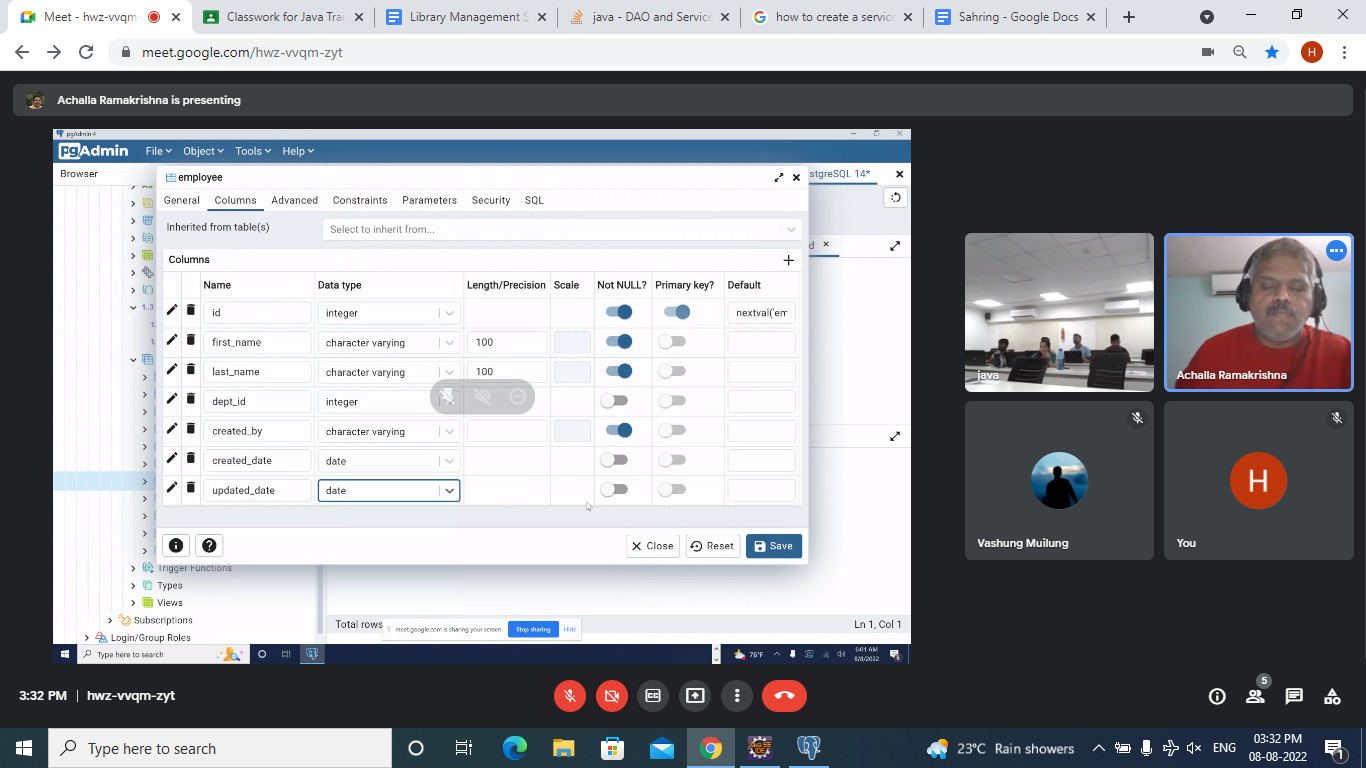 Meet - hwz-vvqm-
Classwork for Java Trai
Library Management S
java - DAO and Service
how to create a service
Sahring - Google Docs
meet.google.com/hwz-vvqm-zyt
H
Achalla Ramakrishna is presenting
pgAdmin 4
pgAdmin
File
Object
Tools
Help
Browser
stgreSQL 14*
employee
General
Columns
Advanced
Constraints
Parameters
Security
SQL
Inherited from table(s)
Select to inherit from...
Columns
Name
Data type
Length/Precision
Scale
Not NULL?
Primary key?
Default
id
integer
nextval('em
first_name
character varying
100
last_name
character varying
100
dept_id
integer
created_by
character varying
created_date
date
updated_date
date
Close
Reset
Save
1.3
Trigger Functions
Types
Views
Subscriptions
Login/Group Roles
Total rows
Ln 1, Col 1
meet.google.com is sharing your screen.
Stop sharing
Hide
Type here to search
76°F
6:01 AM
8/8/2022
java
Achalla Ramakrishna
Vashung Muilung
H
You
3:32 PM | hwz-vvqm-zyt
5
Type here to search
23°C Rain showers
ENG
03:32 PM
08-08-2022
1